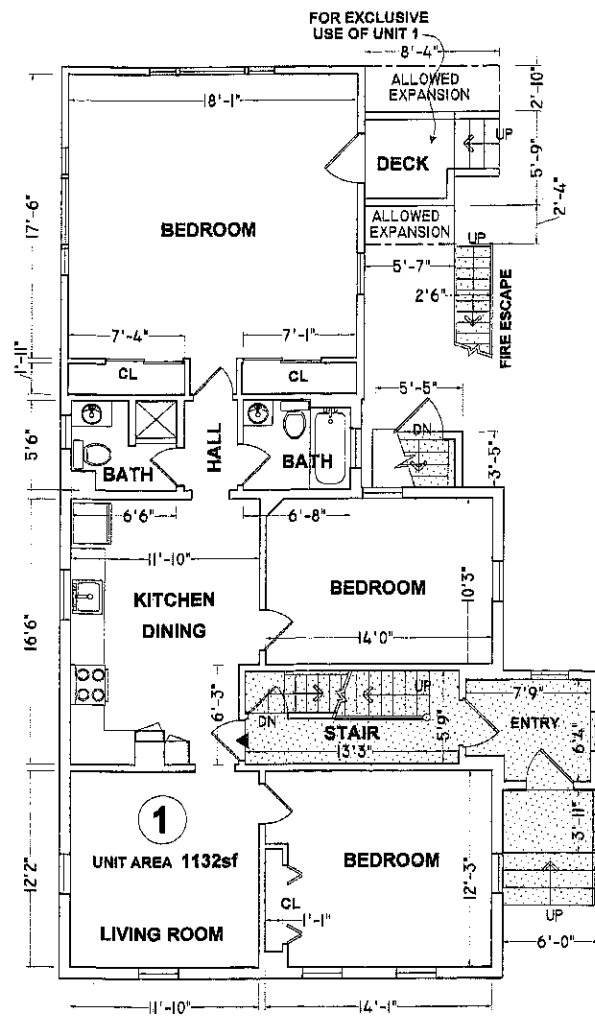 FOR EXCLUSIVE
USE OF UNIT 1
8'-4"
ALLOWED
EXPANSION
2'-10"
18'-1"
UP
DECK
5'-9"
17'-6"
BEDROOM
ALLOWED
EXPANSION
2'-4"
UP
5'-7"
2'6"
FIRE ESCAPE
7'-4"
7'-1"
1'-11"
CL
CL
5'-5"
DN
5'6"
HALL
3'-5"
BATH
BATH
6'6"
6'-8"
11'-10"
BEDROOM
10'3"
KITCHEN
DINING
16'6"
14'0"
6'-3"
UP
7'9"
DN
ENTRY
STAIR
5'9"
6'4"
13'3"
1
3'-11"
UNIT AREA 1132sf
BEDROOM
12'2"
12'-3"
CL
1'-1"
UP
LIVING ROOM
6'-0"
11'-10"
14'-1"